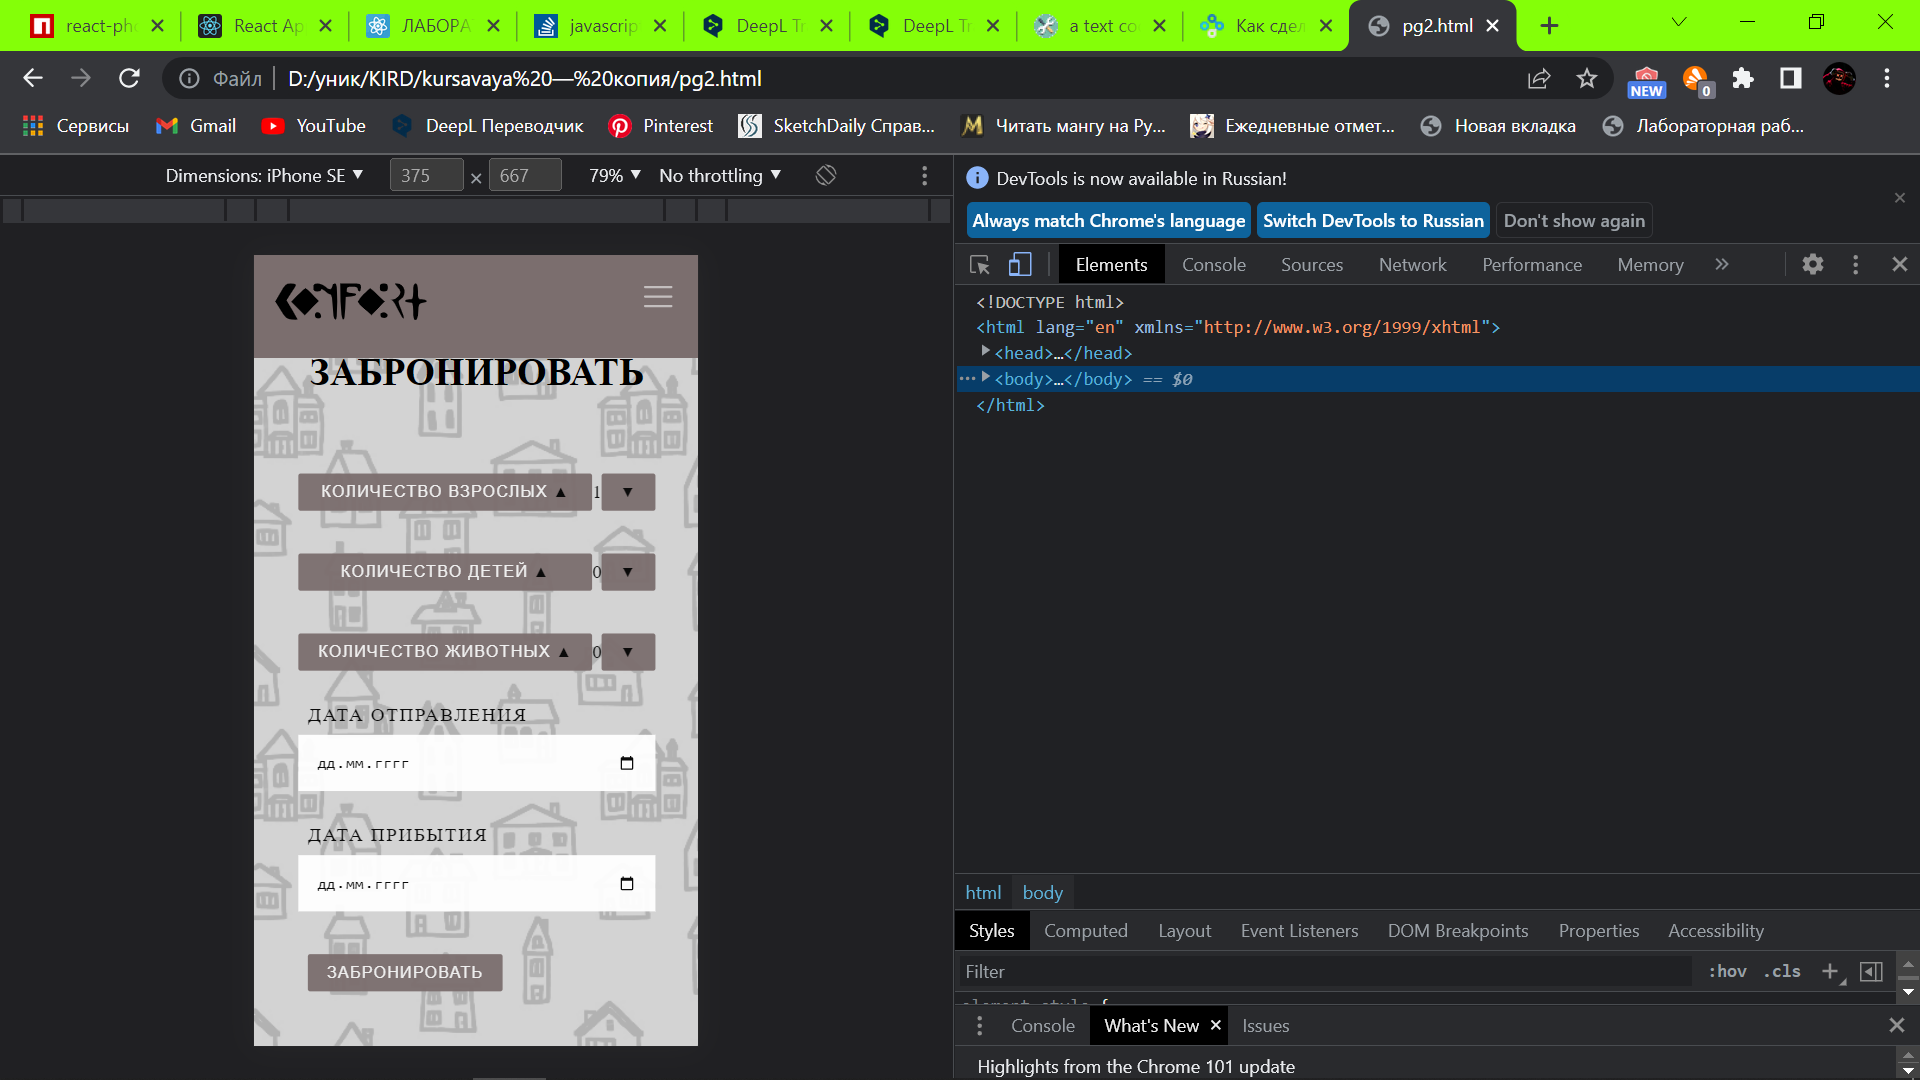 react-ph
React Ap
ЛАБОРА
javascrip
DeepL Tr
DeepL Tr
a text co
Как сдел
pg2.html
Файл
D:/уник/KIRD/kursavaya%20—%20копия/pg2.html
NEW
0
Сервисы
Gmail
YouTube
DeepL Переводчик
Pinterest
SketchDaily Справ...
Читать мангу на Ру...
Ежедневные отмет...
Новая вкладка
Лабораторная раб...
Dimensions: iPhone SE ▼
375 × 667
79% ▼
No throttling ▼
DevTools is now available in Russian!
Always match Chrome's language
Switch DevTools to Russian
Don't show again
Elements
Console
Sources
Network
Performance
Memory
»
<!DOCTYPE html>
<html lang="en" xmlns="http://www.w3.org/1999/xhtml">
<head>…</head>
<body>…</body> == $0
</html>
COMFORT
ЗАБРОНИРОВАТЬ
КОЛИЧЕСТВО ВЗРОСЛЫХ ▲ 1 ▼
КОЛИЧЕСТВО ДЕТЕЙ ▲ 0 ▼
КОЛИЧЕСТВО ЖИВОТНЫХ ▲ 0 ▼
ДАТА ОТПРАВЛЕНИЯ
дд.мм.гггг
ДАТА ПРИБЫТИЯ
дд.мм.гггг
ЗАБРОНИРОВАТЬ
html
body
Styles
Computed
Layout
Event Listeners
DOM Breakpoints
Properties
Accessibility
Filter
:hov
.cls
element.style {
Console
What's New
Issues
Highlights from the Chrome 101 update